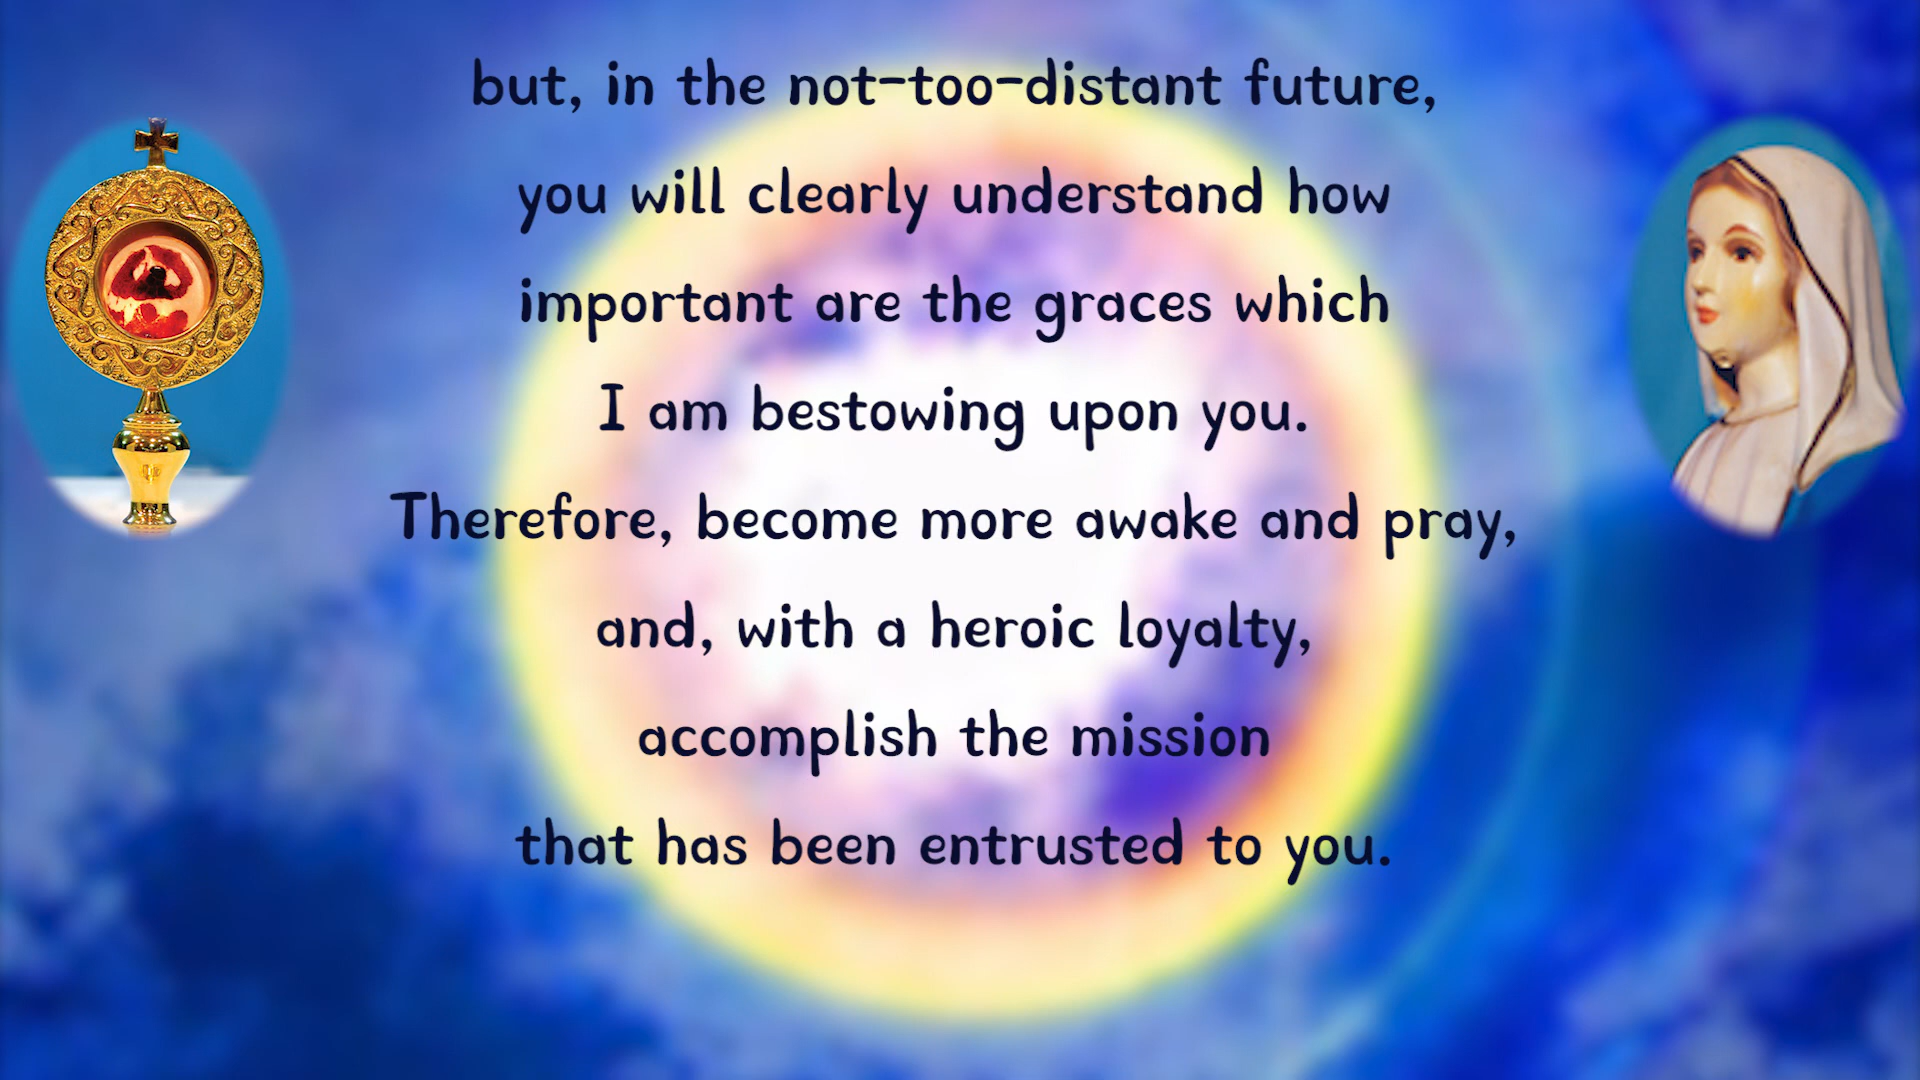 but, in the not-too-distant future,
you will clearly understand how
important are the graces which
I am bestowing upon you.
Therefore, become more awake and pray,
and, with a heroic loyalty,
accomplish the mission
that has been entrusted to you.